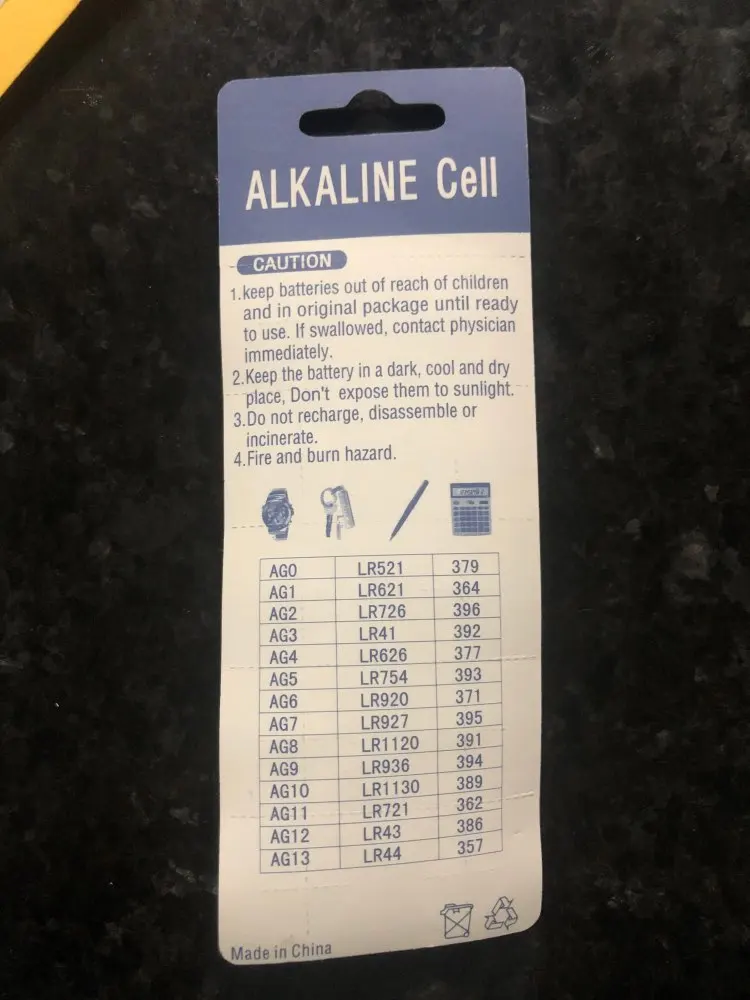 ALKALINE Cell
CAUTION
1.keep batteries out of reach of children
and in original package until ready
to use. If swallowed, contact physician
immediately.
2.Keep the battery in a dark, cool and dry
place, Don't expose them to sunlight.
3.Do not recharge, disassemble or
incinerate.
4.Fire and burn hazard.
AG0 LR521 379
AG1 LR621 364
AG2 LR726 396
AG3 LR41 392
AG4 LR626 377
AG5 LR754 393
AG6 LR920 371
AG7 LR927 395
AG8 LR1120 391
AG9 LR936 394
AG10 LR1130 389
AG11 LR721 362
AG12 LR43 386
AG13 LR44 357
Made in China